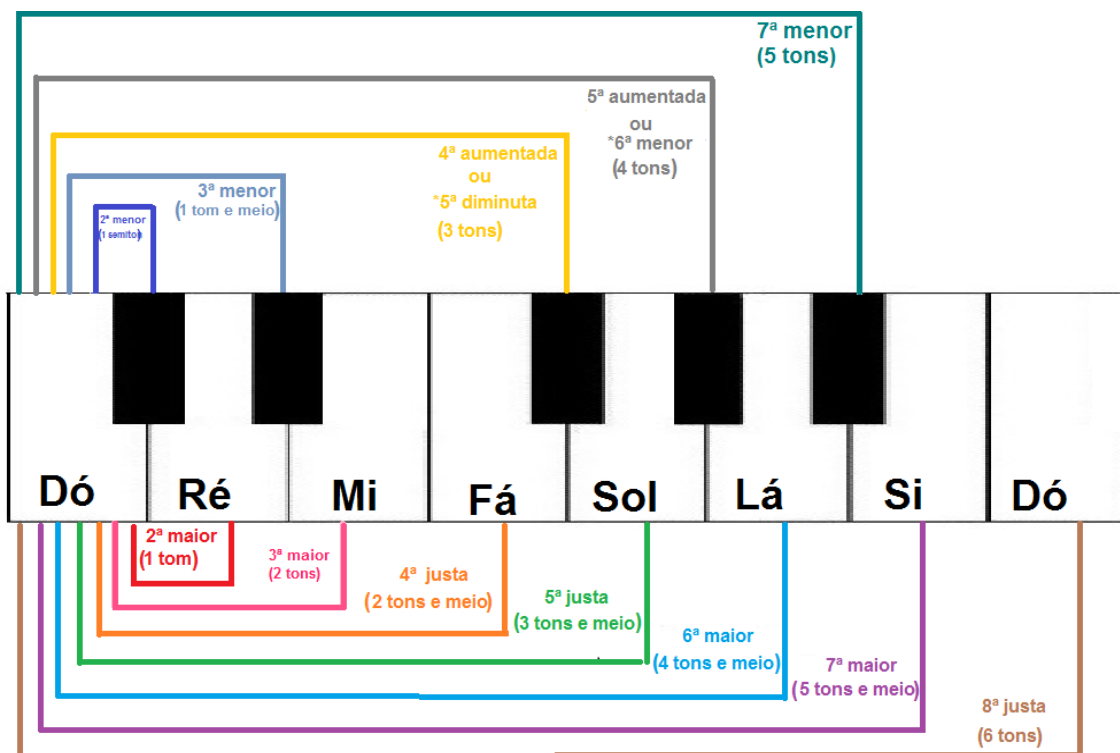 7ª menor
(5 tons)
5ª aumentada
ou
*6ª menor
(4 tons)
4ª aumentada
ou
*5ª diminuta
(3 tons)
3ª menor
(1 tom e meio)
2ª menor
(1 semitom)
Dó
Ré
Mi
Fá
Sol
Lá
Si
Dó
2ª maior
(1 tom)
3ª maior
(2 tons)
4ª justa
(2 tons e meio)
5ª justa
(3 tons e meio)
6ª maior
(4 tons e meio)
7ª maior
(5 tons e meio)
8ª justa
(6 tons)